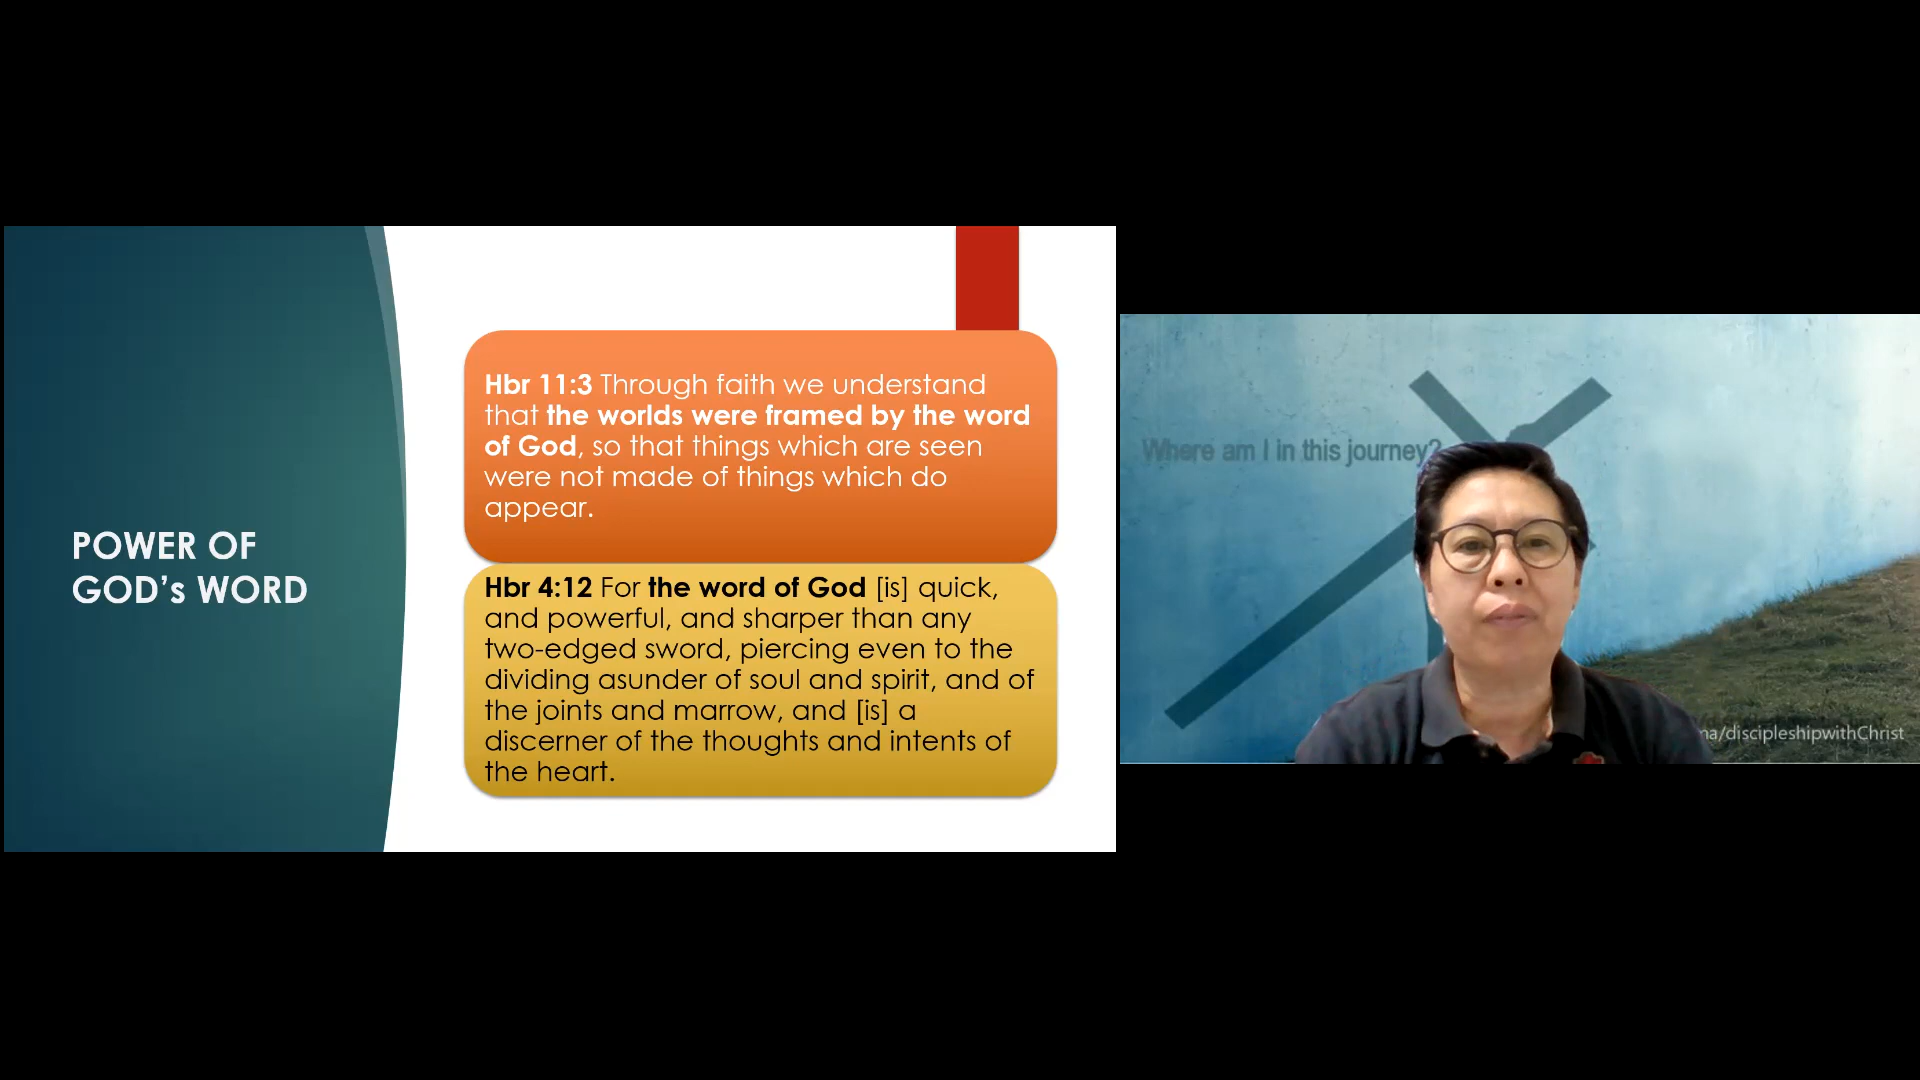 POWER OF
GOD’s WORD
Hbr 11:3 Through faith we understand
that the worlds were framed by the word
of God, so that things which are seen
were not made of things which do
appear.
Hbr 4:12 For the word of God [is] quick,
and powerful, and sharper than any
two-edged sword, piercing even to the
dividing asunder of soul and spirit, and of
the joints and marrow, and [is] a
discerner of the thoughts and intents of
the heart.
Where am I in this journey?
na/discipleshipwithChrist